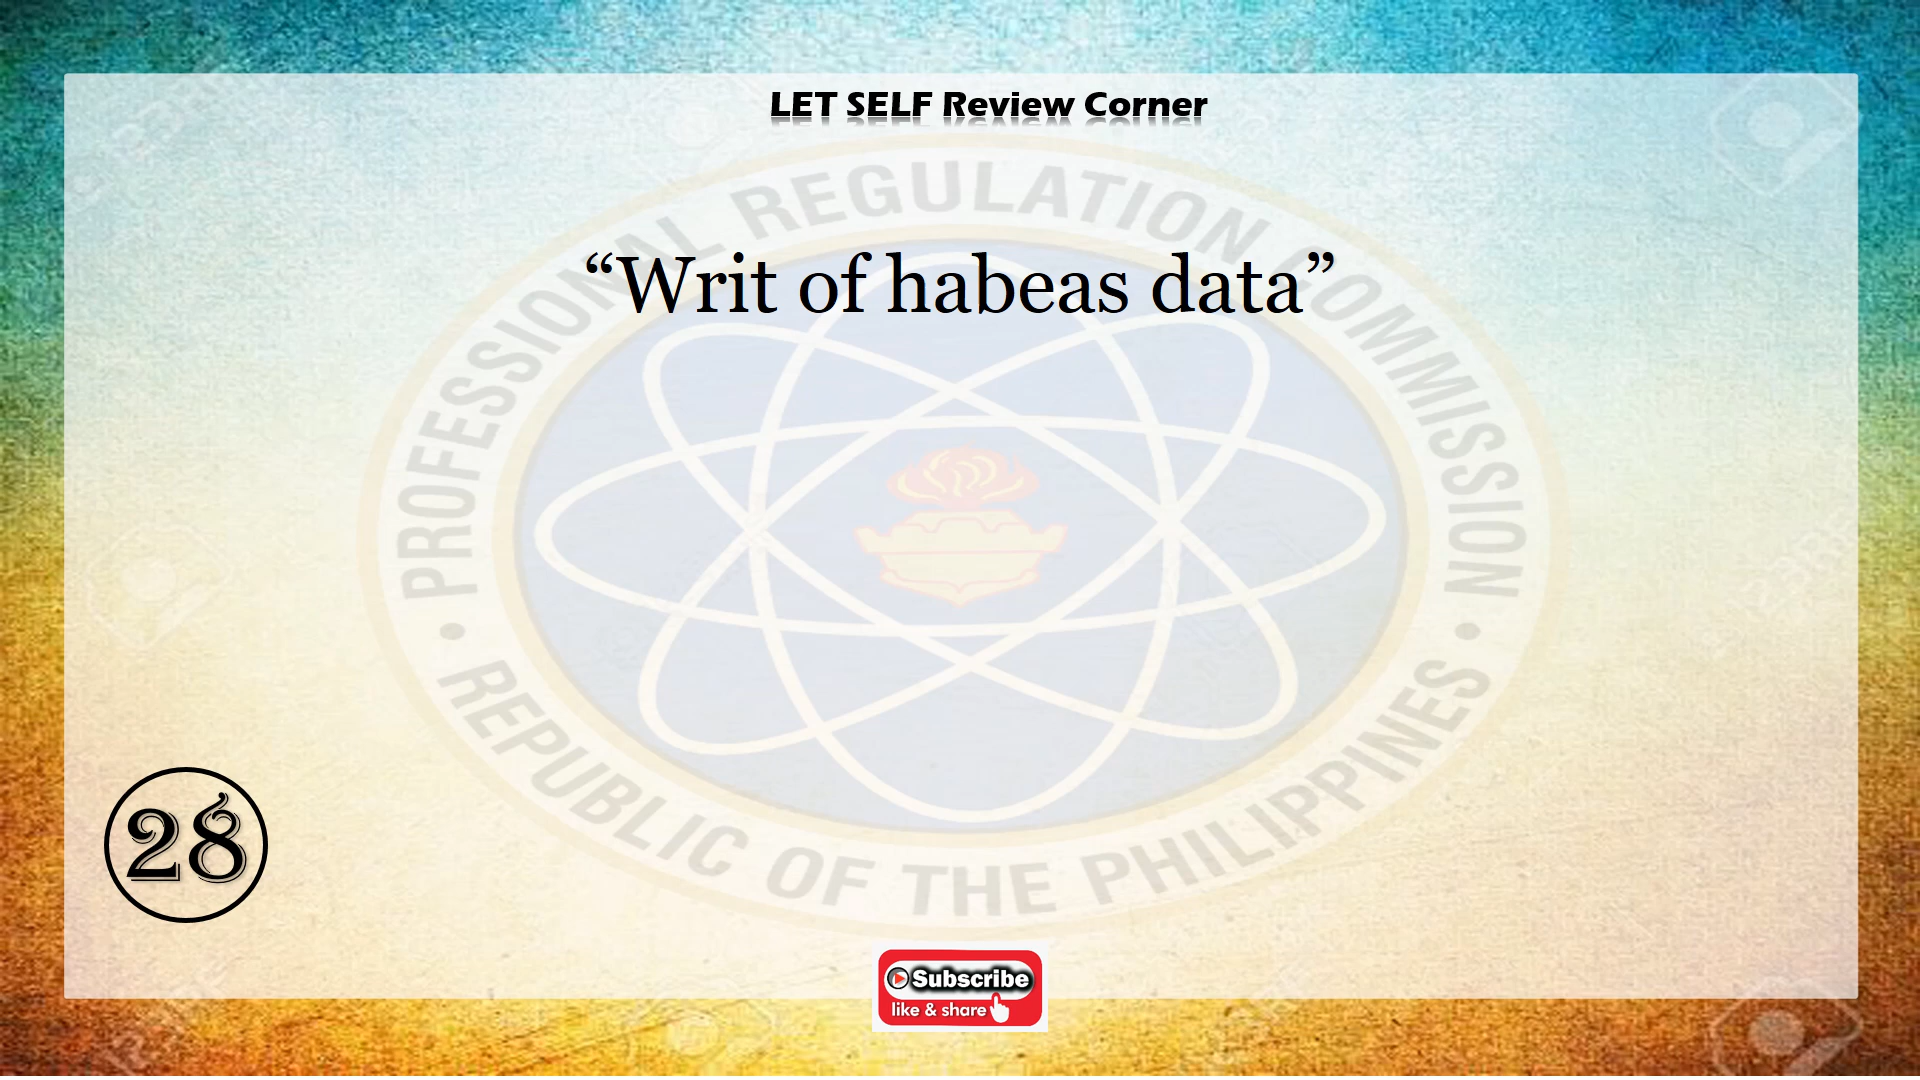 LET SELF Review Corner
“Writ of habeas data”
PROFESSIONAL REGULATION COMMISSION
• REPUBLIC OF THE PHILIPPINES •
28
Subscribe
like & share